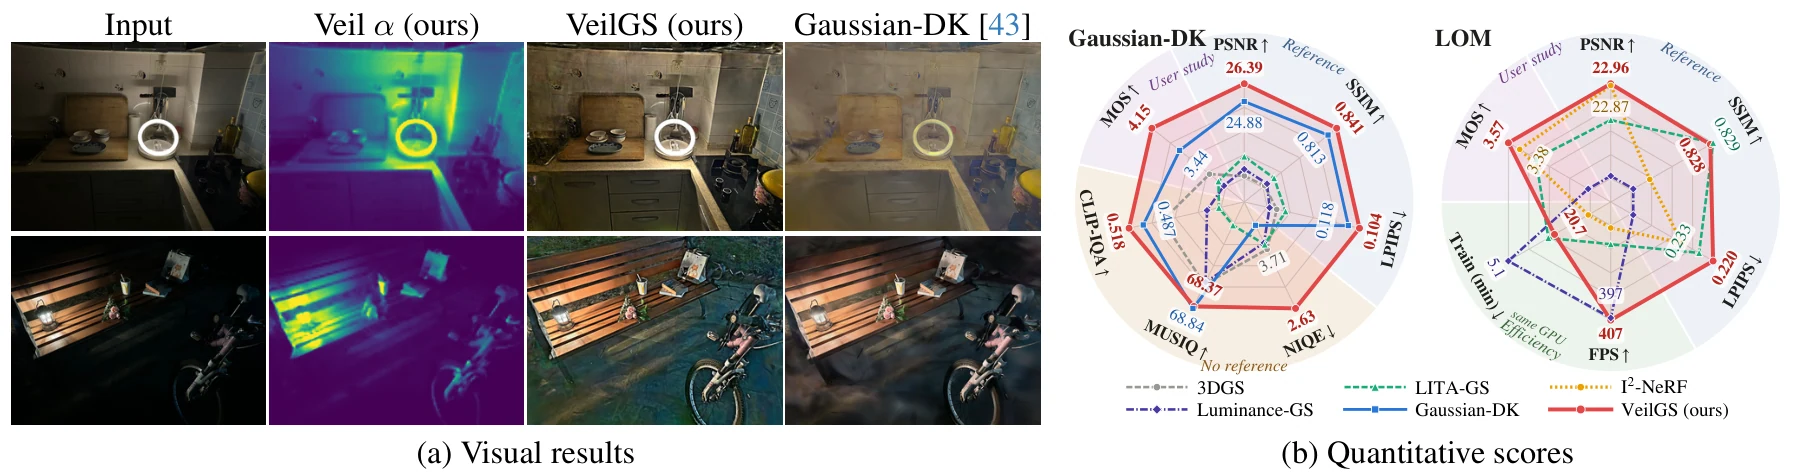 Input
Veil α (ours)
VeilGS (ours)
Gaussian-DK [43]
(a) Visual results
Gaussian-DK
User study
Reference
No reference
PSNR↑
26.39
24.88
SSIM↑
0.841
0.813
LPIPS↓
0.104
0.118
NIQE↓
2.63
3.71
MUSIQ↑
68.37
68.84
CLIP-IQA↑
0.518
0.487
MOS↑
4.15
3.44
LOM
User study
Reference
same GPU
Efficiency
PSNR↑
22.96
22.87
SSIM↑
0.829
0.828
LPIPS↓
0.220
0.233
FPS↑
407
397
Train (min)↓
5.1
20.7
MOS↑
3.57
3.38
3DGS
LITA-GS
I²-NeRF
Luminance-GS
Gaussian-DK
VeilGS (ours)
(b) Quantitative scores